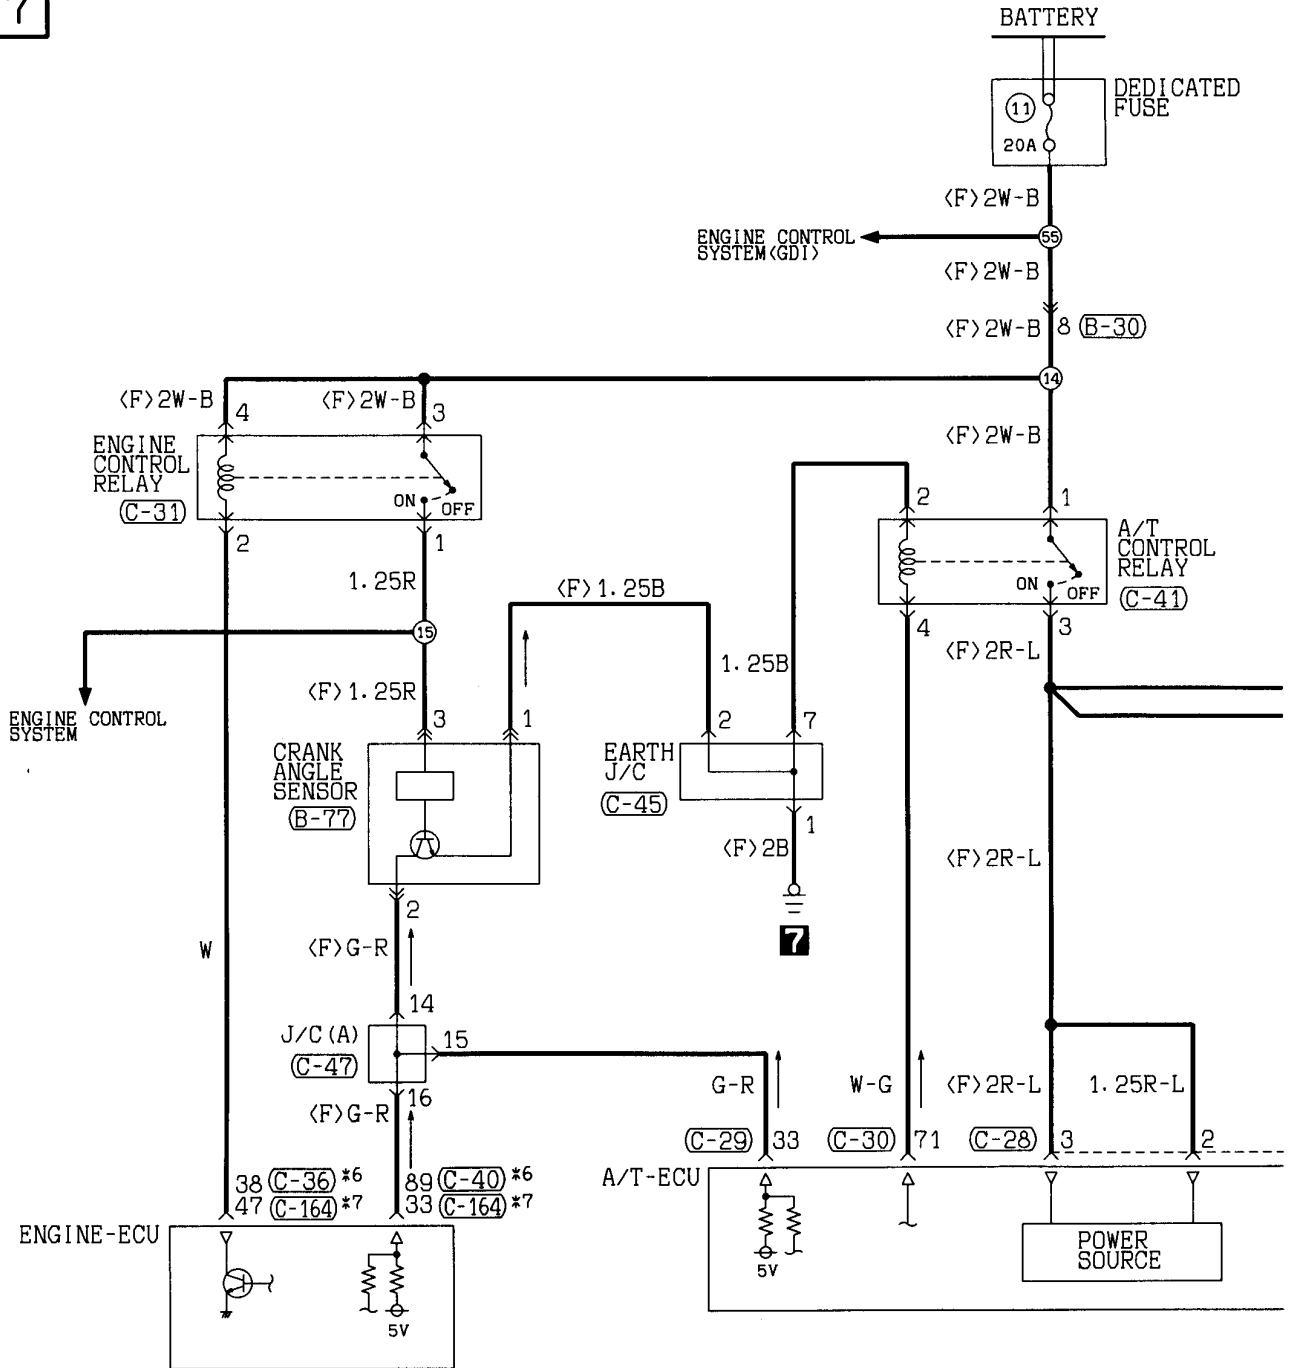 7
BATTERY
DEDICATED
FUSE
11
20A
<F>2W-B
55
ENGINE CONTROL
SYSTEM<GDI>
<F>2W-B
<F>2W-B 8 B-30
14
<F>2W-B 4
<F>2W-B 3
<F>2W-B
ENGINE
CONTROL
RELAY
C-31
ON
OFF
2
1
2
1
A/T
CONTROL
RELAY
C-41
ON
OFF
1.25R
<F>1.25B
4
3
15
<F>2R-L
1.25B
<F>1.25R
ENGINE CONTROL
SYSTEM
3
1
2
7
CRANK
ANGLE
SENSOR
B-77
EARTH
J/C
C-45
1
<F>2B
<F>2R-L
2
W
<F>G-R
7
14
J/C(A)
C-47
15
16
<F>G-R
G-R
W-G
<F>2R-L
1.25R-L
C-29 33
C-30 71
C-28 3
2
A/T-ECU
38 C-36 *6
47 C-164 *7
89 C-40 *6
33 C-164 *7
ENGINE-ECU
5V
POWER
SOURCE
5V